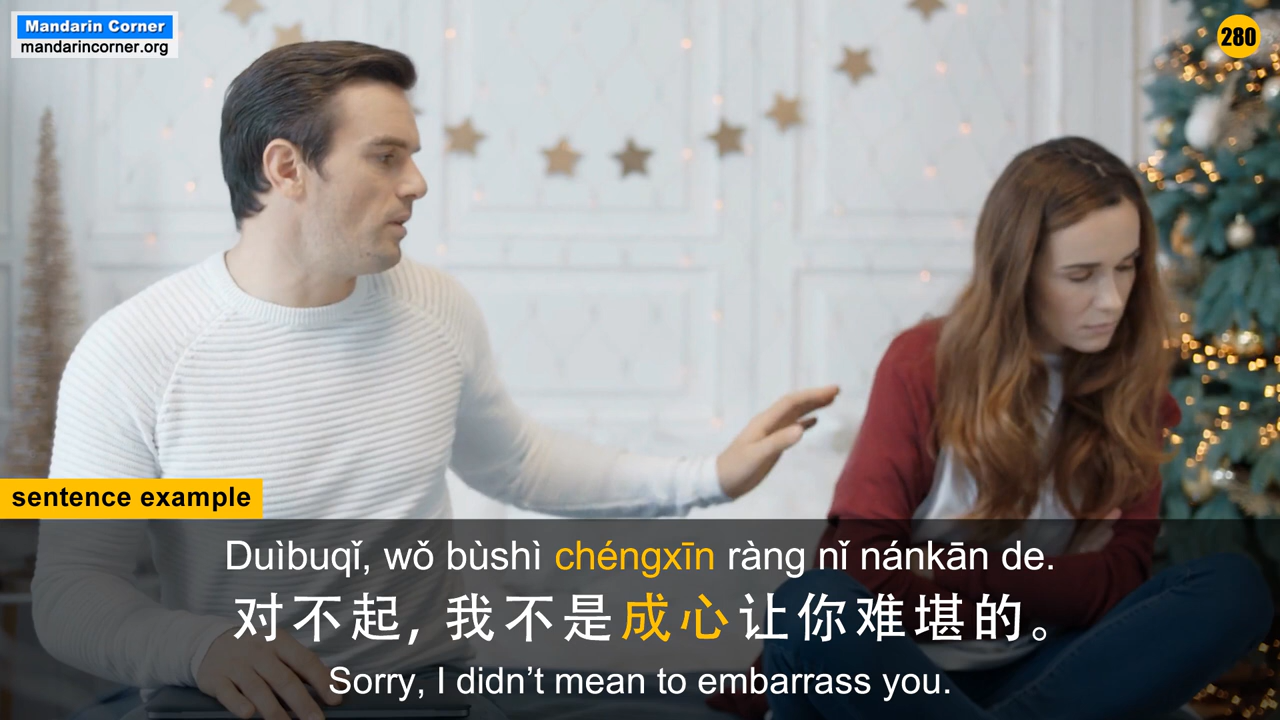 Mandarin Corner
mandarincorner.org
280
sentence example
Duìbuqǐ, wǒ bùshì chéngxīn ràng nǐ nánkān de.
对不起, 我不是成心让你难堪的。
Sorry, I didn't mean to embarrass you.